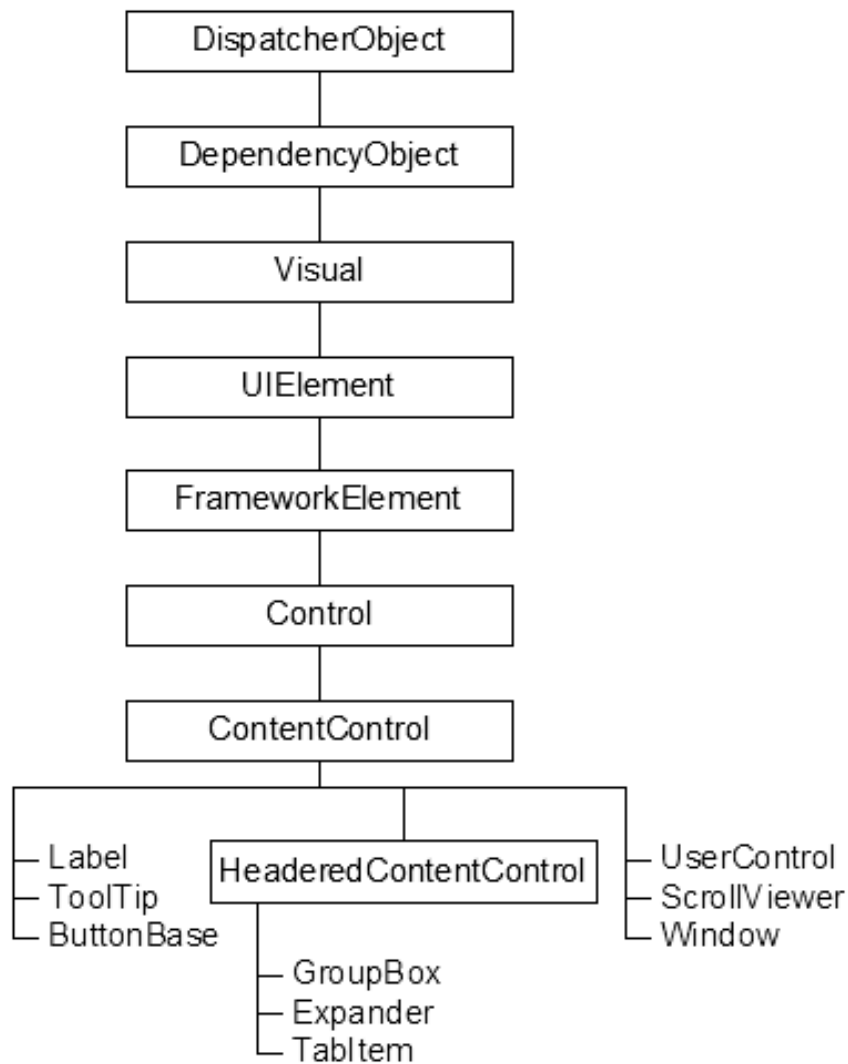 DispatcherObject
DependencyObject
Visual
UIElement
FrameworkElement
Control
ContentControl
Label
ToolTip
ButtonBase
HeaderedContentControl
GroupBox
Expander
TabItem
UserControl
ScrollViewer
Window